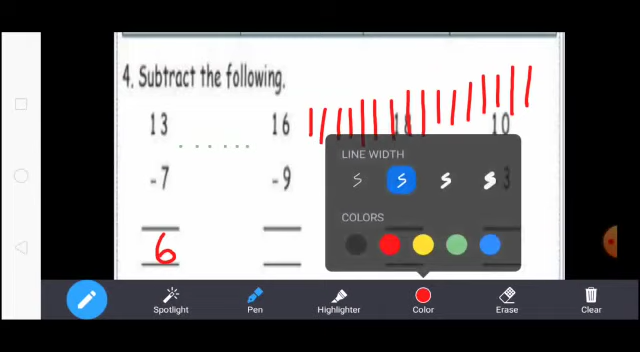 4. Subtract the following.
13 16 18 10
-7 -9 3
6
LINE WIDTH
COLORS
Spotlight Pen Highlighter Color Erase Clear